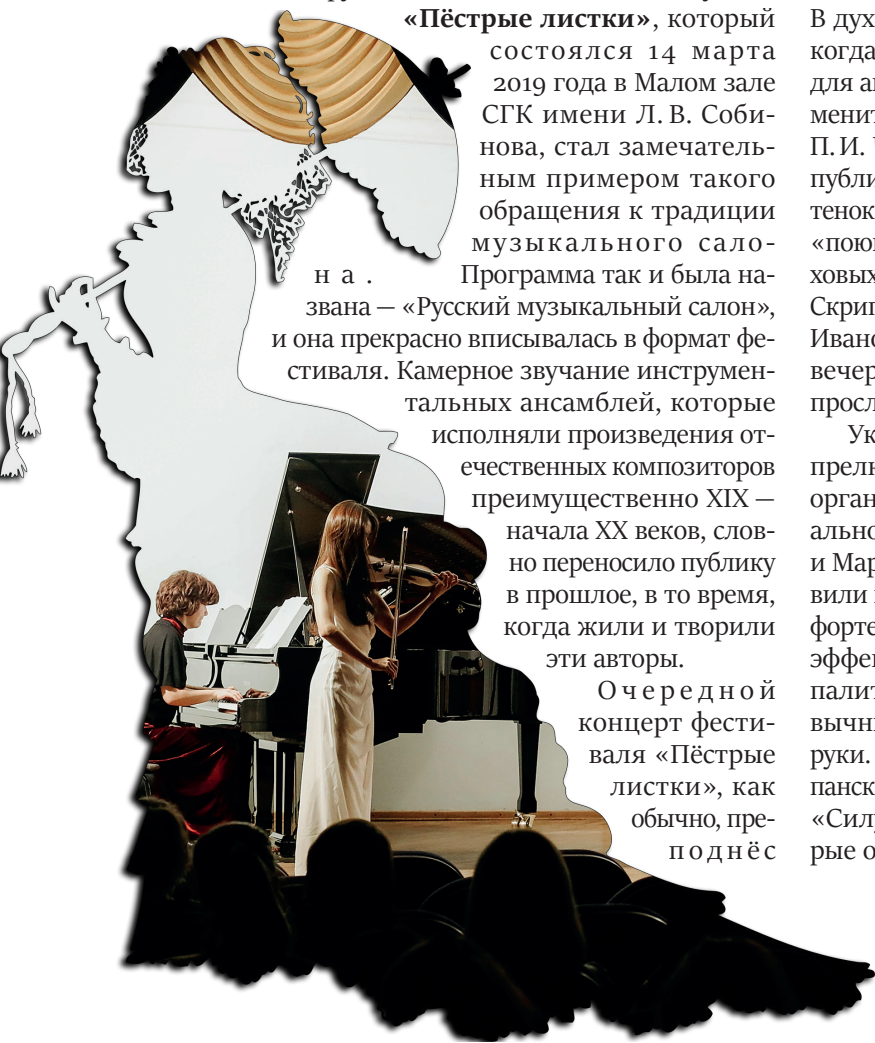 «Пёстрые листки», который
состоялся 14 марта
2019 года в Малом зале
СГК имени Л. В. Соби-
нова, стал замечатель-
ным примером такого
обращения к традиции
музыкального сало-
на. Программа так и была на-
звана — «Русский музыкальный салон»,
и она прекрасно вписывалась в формат фе-
стиваля. Камерное звучание инструмен-
тальных ансамблей, которые
исполняли произведения от-
ечественных композиторов
преимущественно XIX —
начала XX веков, слов-
но переносило публику
в прошлое, в то время,
когда жили и творили
эти авторы.
Очередной
концерт фести-
валя «Пёстрые
листки», как
обычно, пре-
поднёс
В дух
когда
для а
менит
П. И.
публи
тенок
«пою
ховых
Скри
Ивано
вечер
просл
Ук
прелю
орган
ально
и Мар
вили
форте
эффе
палит
вычн
руки.
панск
«Силу
рые о